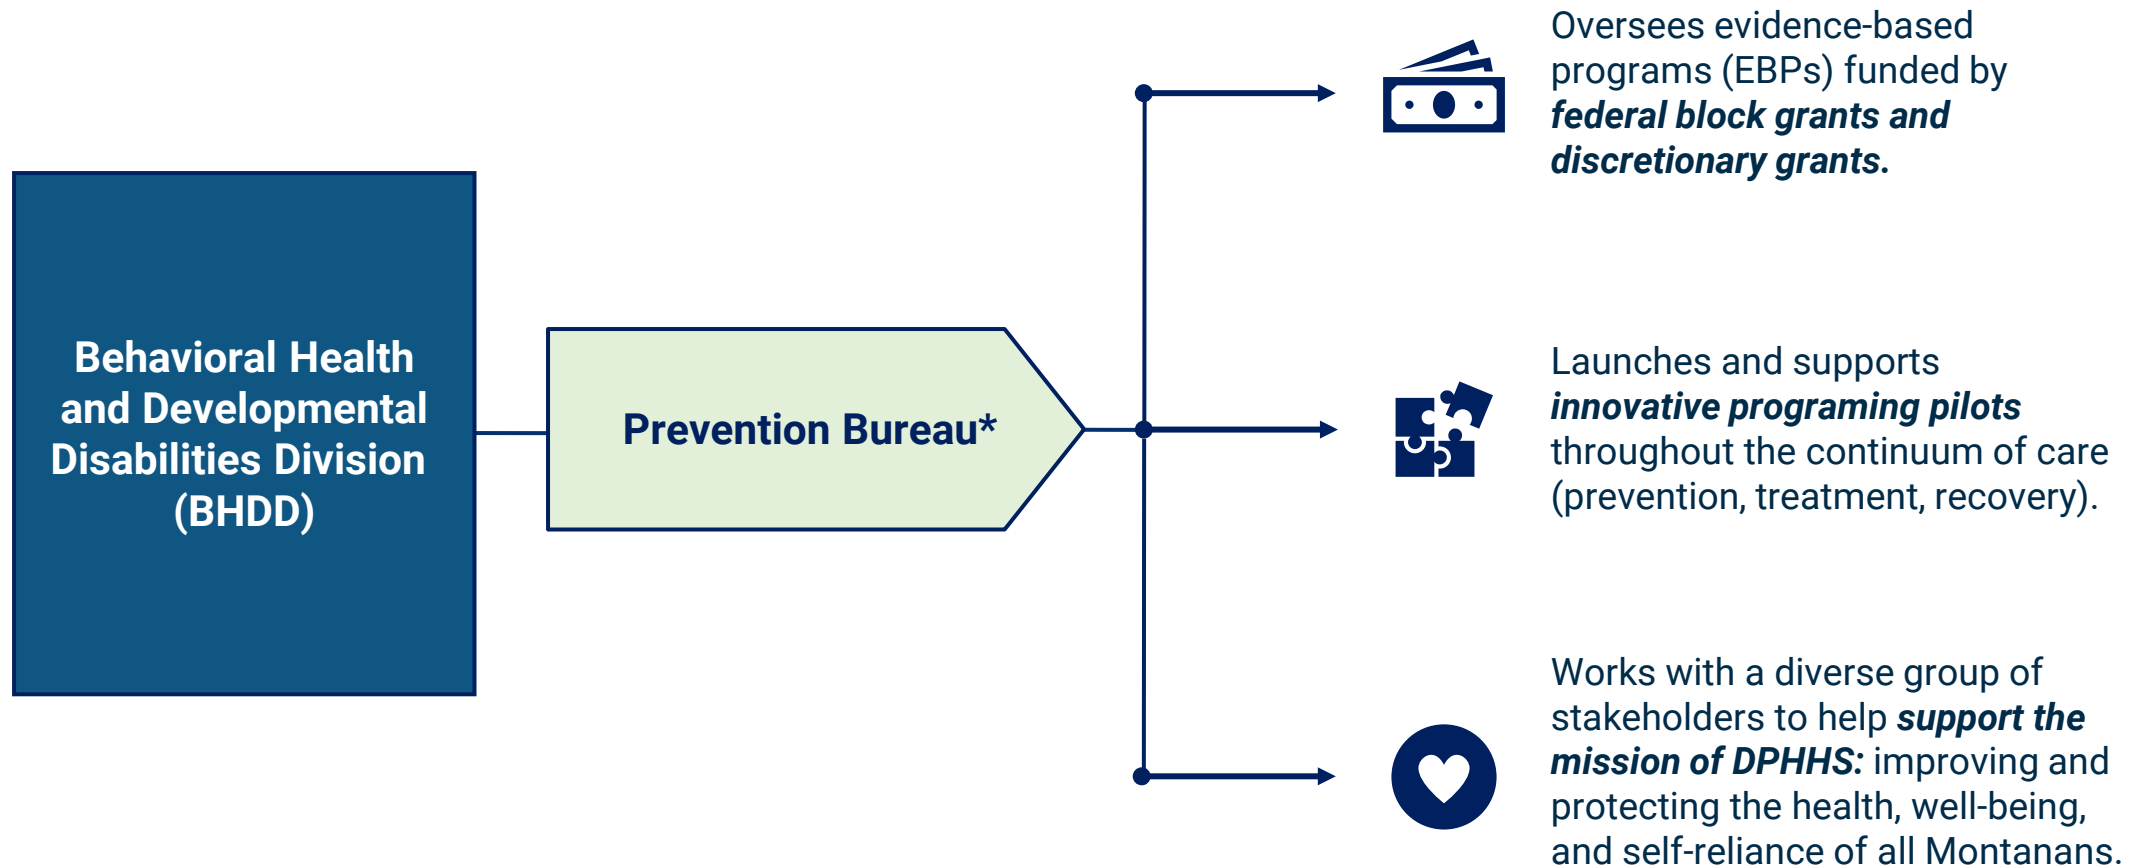 Behavioral Health
and Developmental
Disabilities Division
(BHDD)
Prevention Bureau*
Oversees evidence-based
programs (EBPs) funded by
federal block grants and
discretionary grants.
Launches and supports
innovative programing pilots
throughout the continuum of care
(prevention, treatment, recovery).
Works with a diverse group of
stakeholders to help support the
mission of DPHHS: improving and
protecting the health, well-being,
and self-reliance of all Montanans.